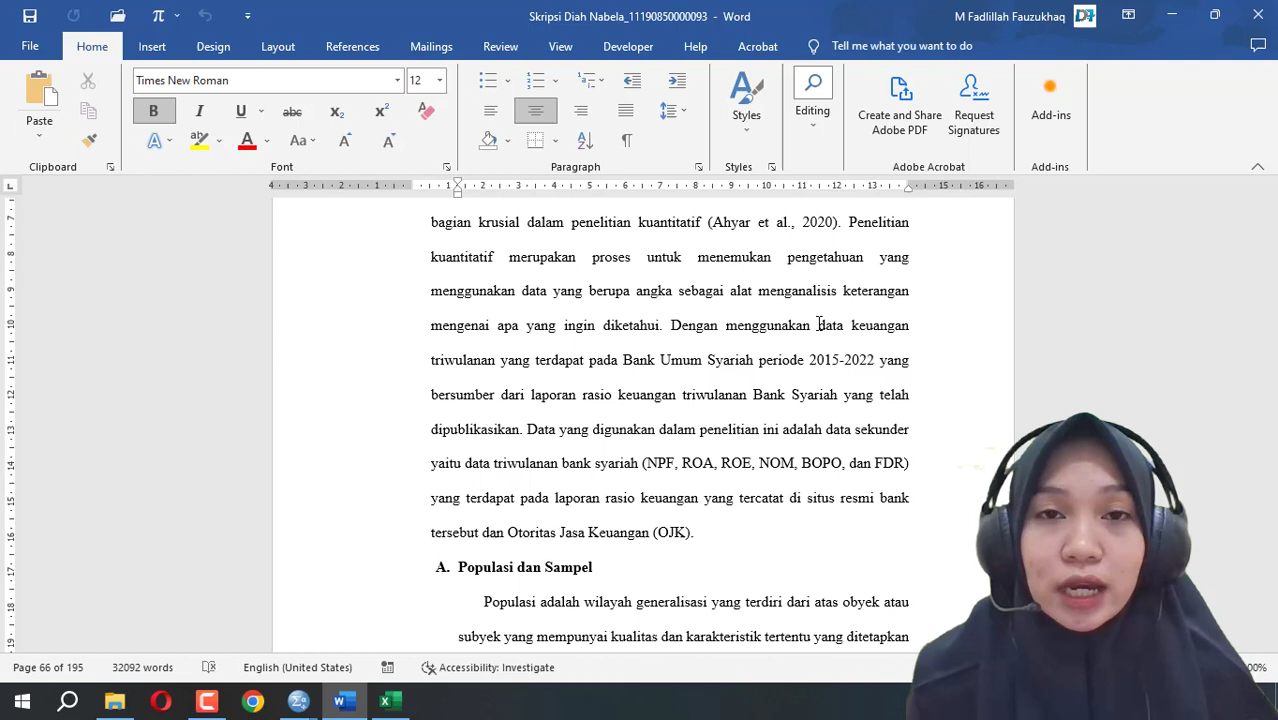 Skripsi Diah Nabela_11190850000093 - Word
M Fadlillah Fauzukhaq
File Home Insert Design Layout References Mailings Review View Developer Help Acrobat Tell me what you want to do
Times New Roman 12
Paste
Styles
Editing
Create and Share Adobe PDF
Request Signatures
Add-ins
Clipboard Font Paragraph Styles Adobe Acrobat Add-ins
bagian krusial dalam penelitian kuantitatif (Ahyar et al., 2020). Penelitian
kuantitatif merupakan proses untuk menemukan pengetahuan yang
menggunakan data yang berupa angka sebagai alat menganalisis keterangan
mengenai apa yang ingin diketahui. Dengan menggunakan data keuangan
triwulanan yang terdapat pada Bank Umum Syariah periode 2015-2022 yang
bersumber dari laporan rasio keuangan triwulanan Bank Syariah yang telah
dipublikasikan. Data yang digunakan dalam penelitian ini adalah data sekunder
yaitu data triwulanan bank syariah (NPF, ROA, ROE, NOM, BOPO, dan FDR)
yang terdapat pada laporan rasio keuangan yang tercatat di situs resmi bank
tersebut dan Otoritas Jasa Keuangan (OJK).
A. Populasi dan Sampel
Populasi adalah wilayah generalisasi yang terdiri dari atas obyek atau
subyek yang mempunyai kualitas dan karakteristik tertentu yang ditetapkan
Page 66 of 195 32092 words English (United States) Accessibility: Investigate